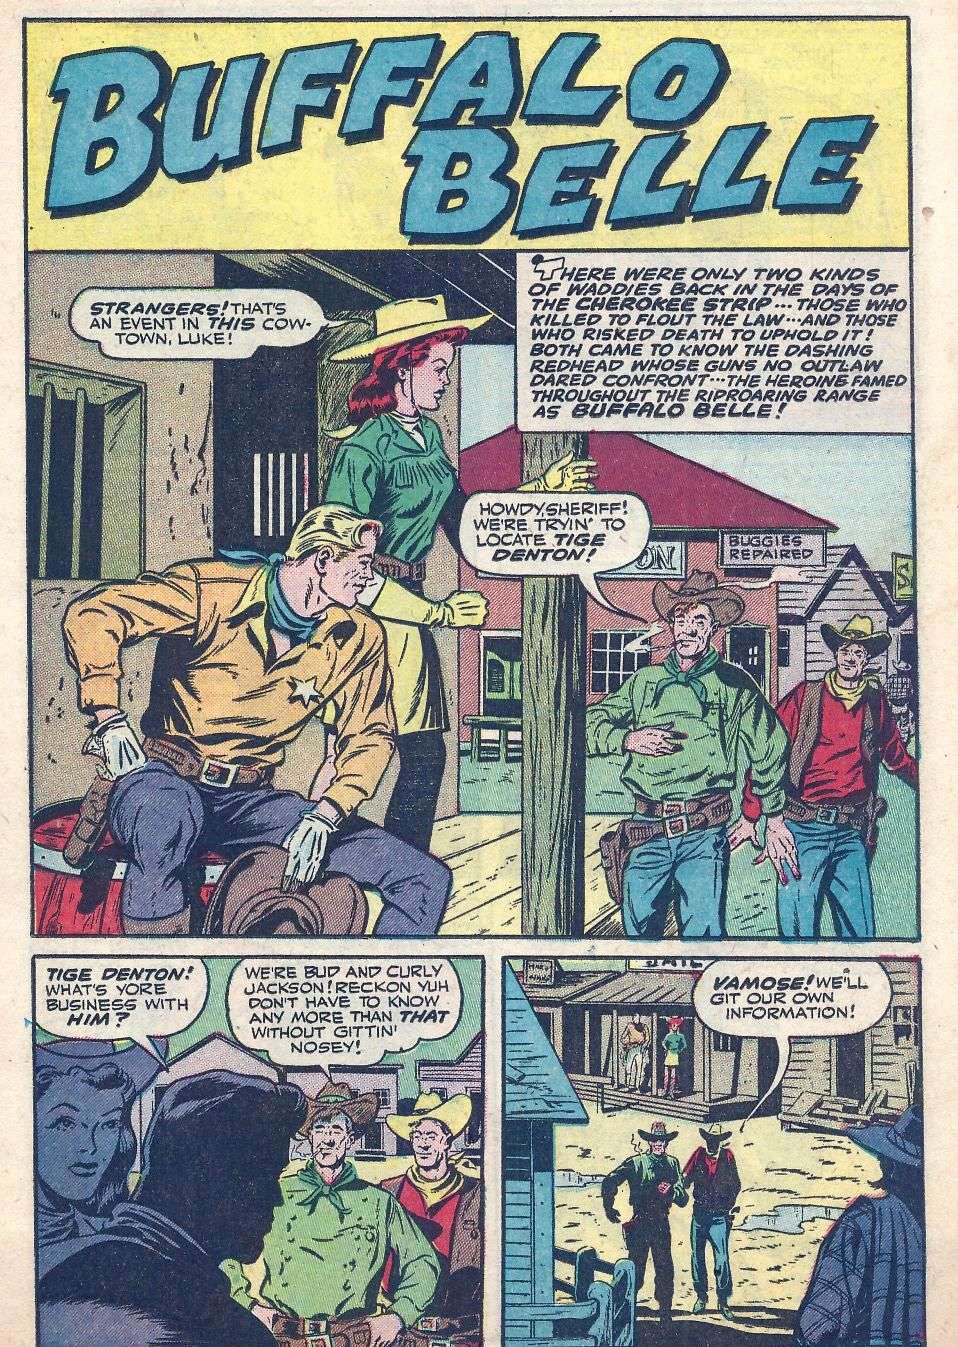 BUFFALO
BELLE
STRANGERS! THAT'S
AN EVENT IN THIS COW-
TOWN, LUKE!
THERE WERE ONLY TWO KINDS
OF WADDIES BACK IN THE DAYS OF
THE CHEROKEE STRIP... THOSE WHO
KILLED TO FLOUT THE LAW...AND THOSE
WHO RISKED DEATH TO UPHOLD IT!
BOTH CAME TO KNOW THE DASHING
REDHEAD WHOSE GUNS NO OUTLAW
DARED CONFRONT...THE HEROINE FAMED
THROUGHOUT THE RIPROARING RANGE
AS BUFFALO BELLE!
HOWDY, SHERIFF!
WE'RE TRYIN' TO
LOCATE TIGE
DENTON!
ON
BUGGIES
REPAIRED
TIGE DENTON!
WHAT'S YORE
BUSINESS WITH
HIM?
WE'RE BUD AND CURLY
JACKSON! RECKON YUH
DON'T HAVE TO KNOW
ANY MORE THAN THAT
WITHOUT GITTIN'
NOSEY!
JAIL
VAMOSE! WE'LL
GIT OUR OWN
INFORMATION!